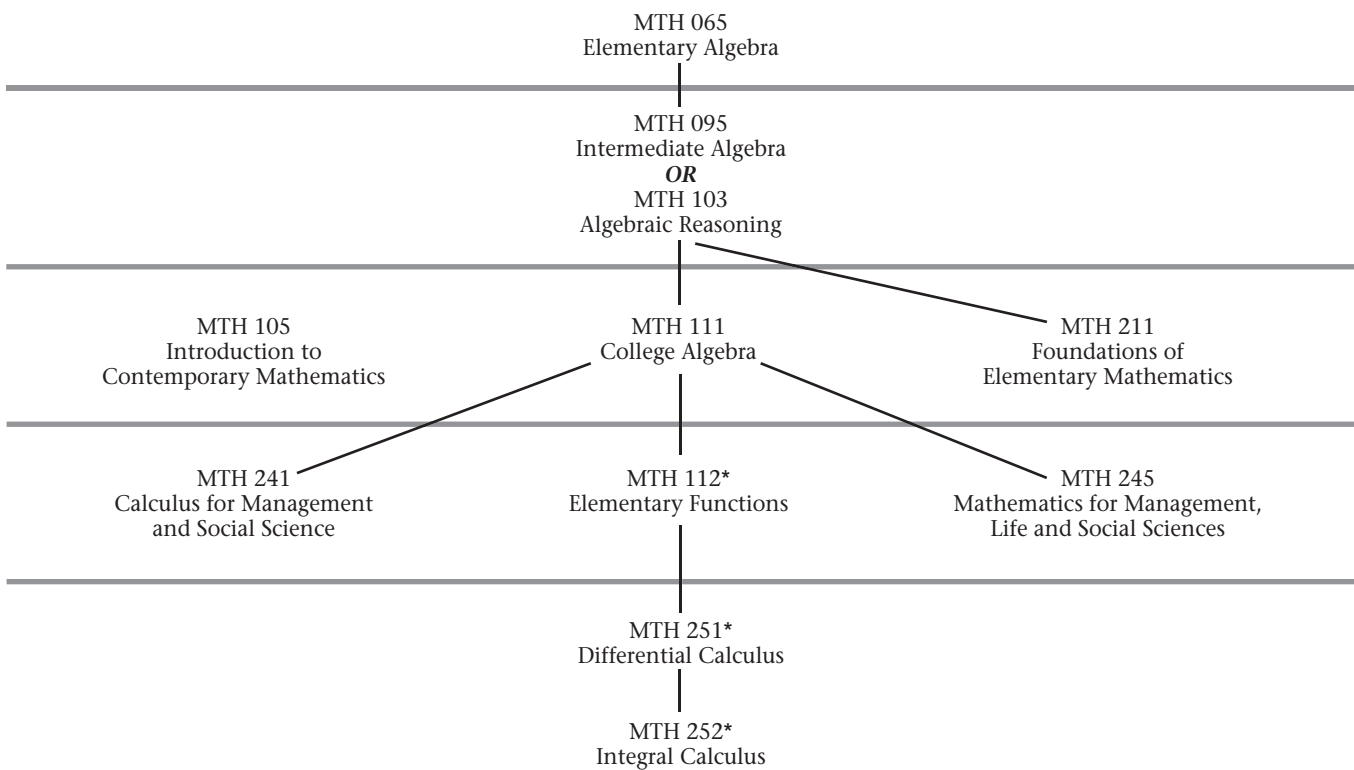 MTH 065
Elementary Algebra
MTH 095
Intermediate Algebra
OR
MTH 103
Algebraic Reasoning
MTH 105
Introduction to
Contemporary Mathematics
MTH 111
College Algebra
MTH 211
Foundations of
Elementary Mathematics
MTH 241
Calculus for Management
and Social Science
MTH 112*
Elementary Functions
MTH 245
Mathematics for Management,
Life and Social Sciences
MTH 251*
Differential Calculus
MTH 252*
Integral Calculus